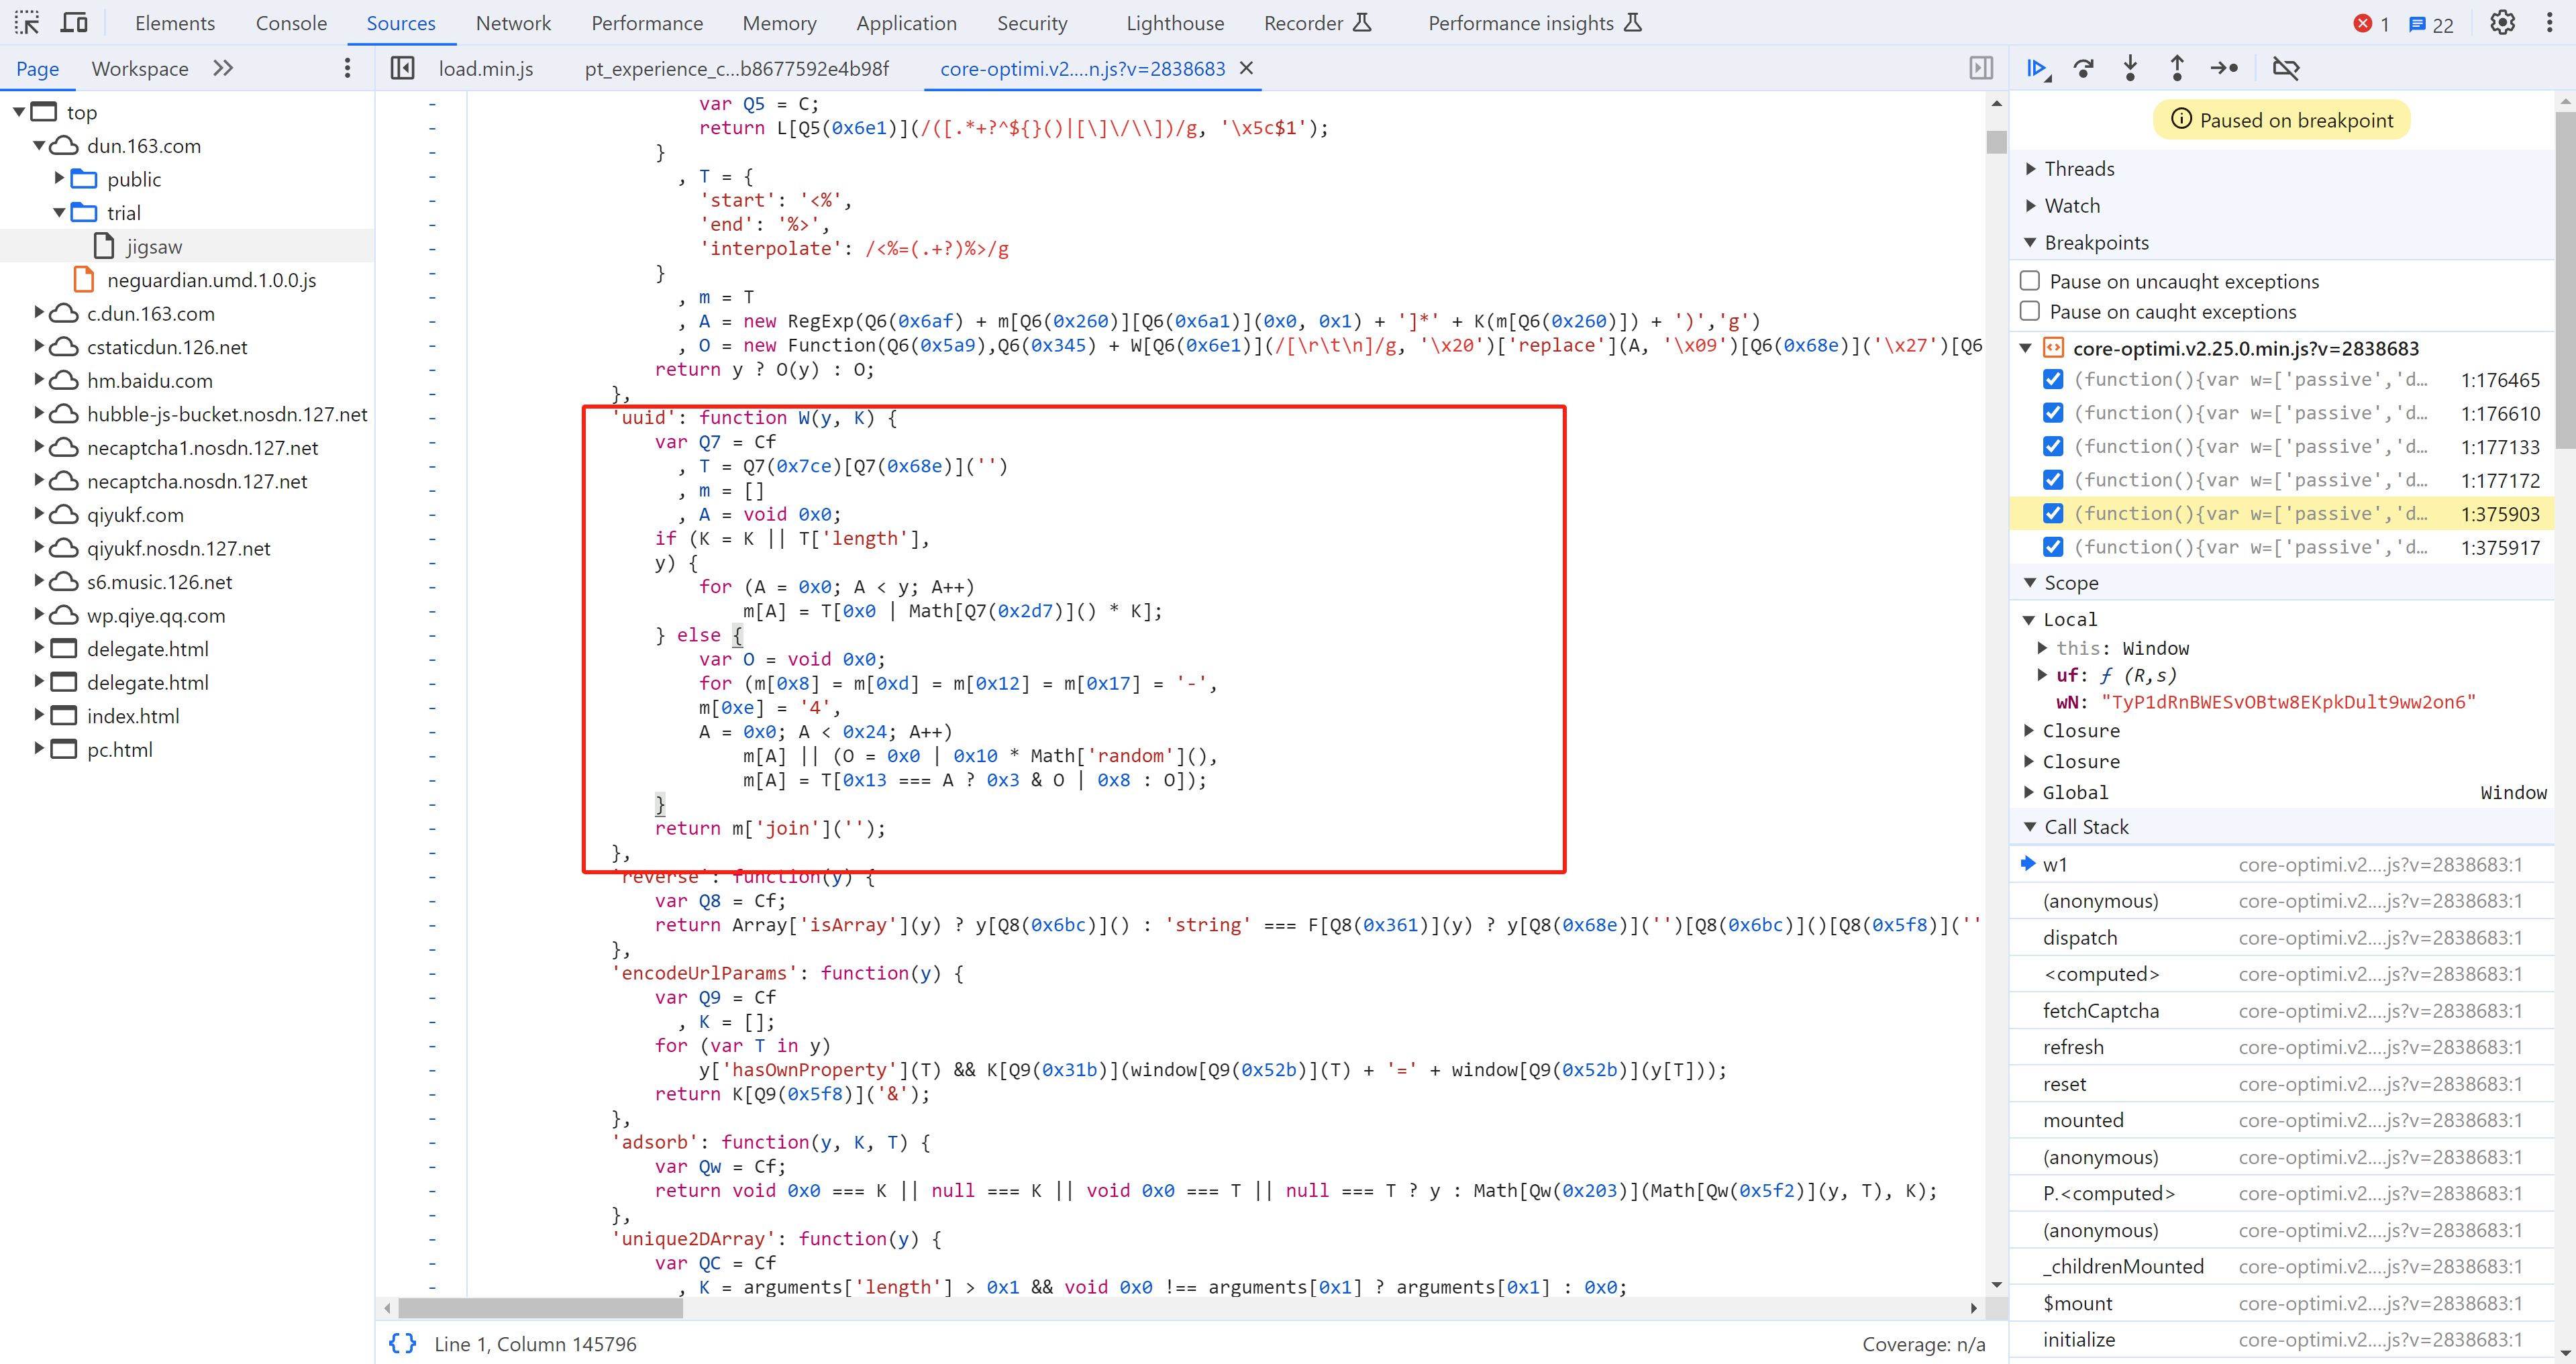 Elements Console Sources Network Performance Memory Application Security Lighthouse Recorder Performance insights 1 22
Page Workspace load.min.js pt_experience_c...b8677592e4b98f core-optimi.v2....n.js?v=2838683
top
dun.163.com
public
trial
jigsaw
neguardian.umd.1.0.0.js
c.dun.163.com
cstaticdun.126.net
hm.baidu.com
hubble-js-bucket.nosdn.127.net
necaptcha1.nosdn.127.net
necaptcha.nosdn.127.net
qiyukf.com
qiyukf.nosdn.127.net
s6.music.126.net
wp.qiye.qq.com
delegate.html
delegate.html
index.html
pc.html
var Q5 = C;
return L[Q5(0x6e1)](/([.*+?^${}()|[\]\/\\])/g, '\x5c$1');
}
, T = {
'start': '<%',
'end': '%>',
'interpolate': /<%=(.+?)%>/g
}
, m = T
, A = new RegExp(Q6(0x6af) + m[Q6(0x260)][Q6(0x6a1)](0x0, 0x1) + ']*' + K(m[Q6(0x260)]) + ')','g')
, O = new Function(Q6(0x5a9),Q6(0x345) + W[Q6(0x6e1)](/[\r\t\n]/g, '\x20')['replace'](A, '\x09')[Q6(0x68e)]('\x27')[Q6
return y ? O(y) : O;
},
'uuid': function W(y, K) {
var Q7 = Cf
, T = Q7(0x7ce)[Q7(0x68e)]('')
, m = []
, A = void 0x0;
if (K = K || T['length'],
y) {
for (A = 0x0; A < y; A++)
m[A] = T[0x0 | Math[Q7(0x2d7)]() * K];
} else {
var O = void 0x0;
for (m[0x8] = m[0xd] = m[0x12] = m[0x17] = '-',
m[0xe] = '4',
A = 0x0; A < 0x24; A++)
m[A] || (O = 0x0 | 0x10 * Math['random'](),
m[A] = T[0x13 === A ? 0x3 & O | 0x8 : O]);
}
return m['join']('');
},
'reverse': function(y) {
var Q8 = Cf;
return Array['isArray'](y) ? y[Q8(0x6bc)]() : 'string' === F[Q8(0x361)](y) ? y[Q8(0x68e)]('')[Q8(0x6bc)]()[Q8(0x5f8)](''
},
'encodeUrlParams': function(y) {
var Q9 = Cf
, K = [];
for (var T in y)
y['hasOwnProperty'](T) && K[Q9(0x31b)](window[Q9(0x52b)](T) + '=' + window[Q9(0x52b)](y[T]));
return K[Q9(0x5f8)]('&');
},
'adsorb': function(y, K, T) {
var Qw = Cf;
return void 0x0 === K || null === K || void 0x0 === T || null === T ? y : Math[Qw(0x203)](Math[Qw(0x5f2)](y, T), K);
},
'unique2DArray': function(y) {
var QC = Cf
, K = arguments['length'] > 0x1 && void 0x0 !== arguments[0x1] ? arguments[0x1] : 0x0;
{} Line 1, Column 145796 Coverage: n/a
Paused on breakpoint
Threads
Watch
Breakpoints
Pause on uncaught exceptions
Pause on caught exceptions
core-optimi.v2.25.0.min.js?v=2838683
(function(){var w=['passive','d... 1:176465
(function(){var w=['passive','d... 1:176610
(function(){var w=['passive','d... 1:177133
(function(){var w=['passive','d... 1:177172
(function(){var w=['passive','d... 1:375903
(function(){var w=['passive','d... 1:375917
Scope
Local
this: Window
uf: ƒ (R,s)
wN: "TyP1dRnBWESvOBtw8EKpkDult9ww2on6"
Closure
Closure
Global Window
Call Stack
w1 core-optimi.v2....js?v=2838683:1
(anonymous) core-optimi.v2....js?v=2838683:1
dispatch core-optimi.v2....js?v=2838683:1
<computed> core-optimi.v2....js?v=2838683:1
fetchCaptcha core-optimi.v2....js?v=2838683:1
refresh core-optimi.v2....js?v=2838683:1
reset core-optimi.v2....js?v=2838683:1
mounted core-optimi.v2....js?v=2838683:1
(anonymous) core-optimi.v2....js?v=2838683:1
P.<computed> core-optimi.v2....js?v=2838683:1
(anonymous) core-optimi.v2....js?v=2838683:1
_childrenMounted core-optimi.v2....js?v=2838683:1
$mount core-optimi.v2....js?v=2838683:1
initialize core-optimi.v2....js?v=2838683:1